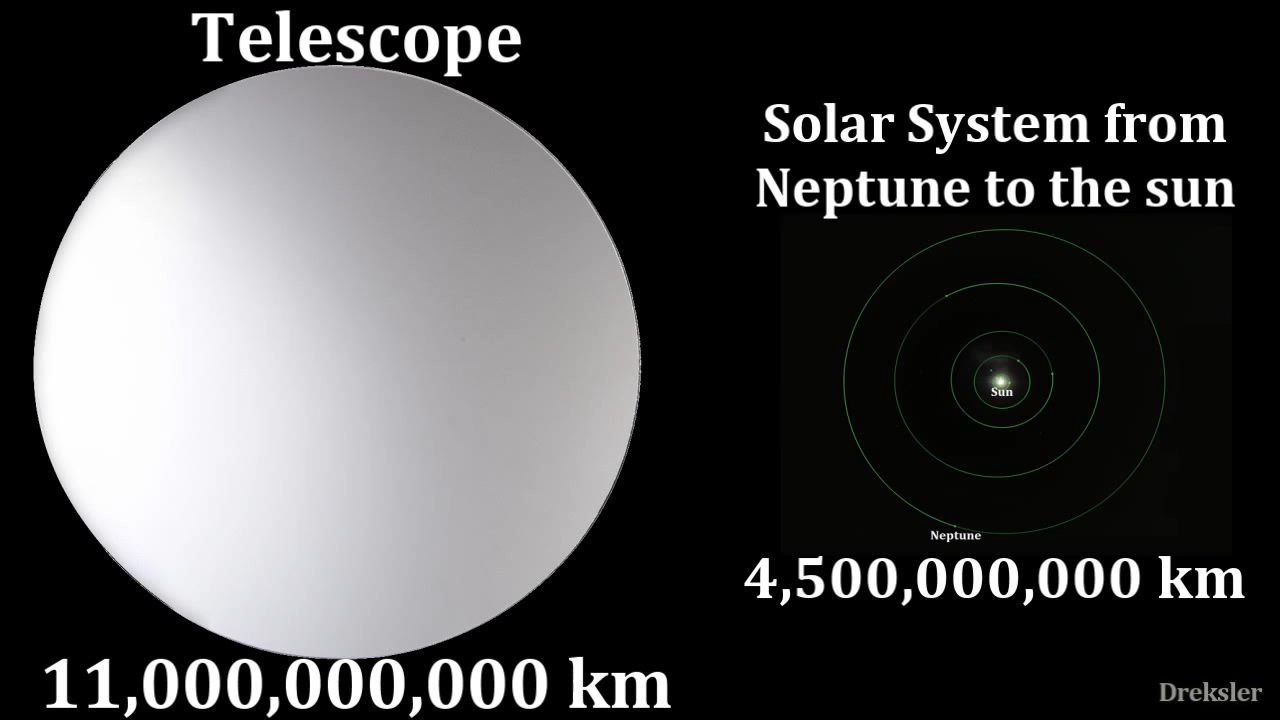 Telescope
11,000,000,000 km
Solar System from
Neptune to the sun
Sun
Neptune
4,500,000,000 km
Dreksler